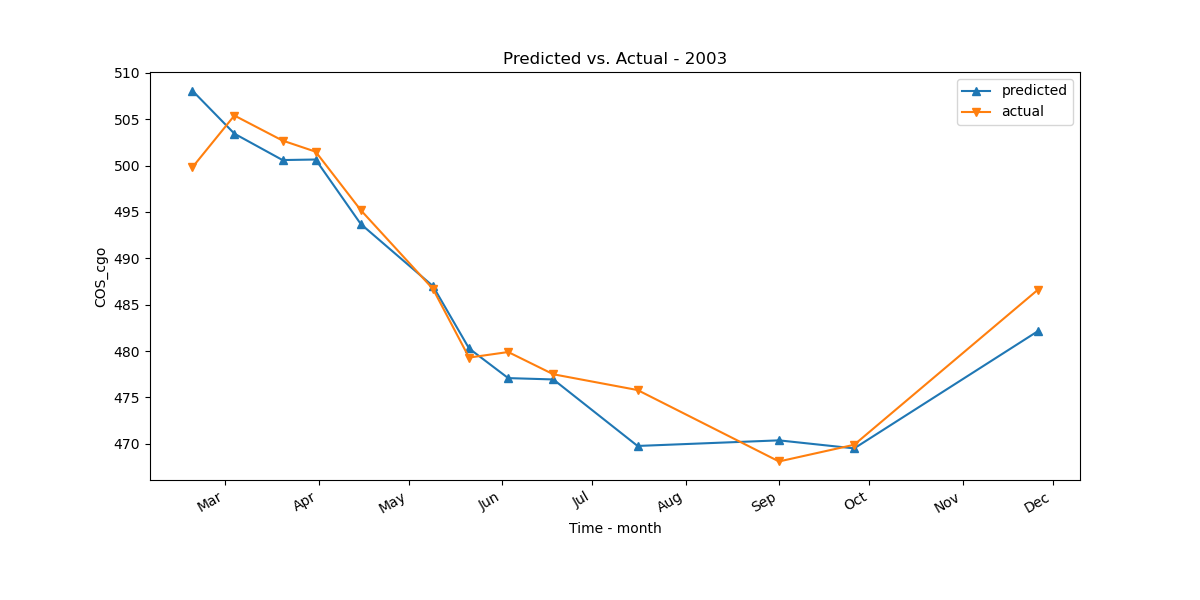 Predicted vs. Actual - 2003
predicted
actual
510
505
500
495
490
485
480
475
470
COS_cgo
Mar
Apr
May
Jun
Jul
Aug
Sep
Oct
Nov
Dec
Time - month